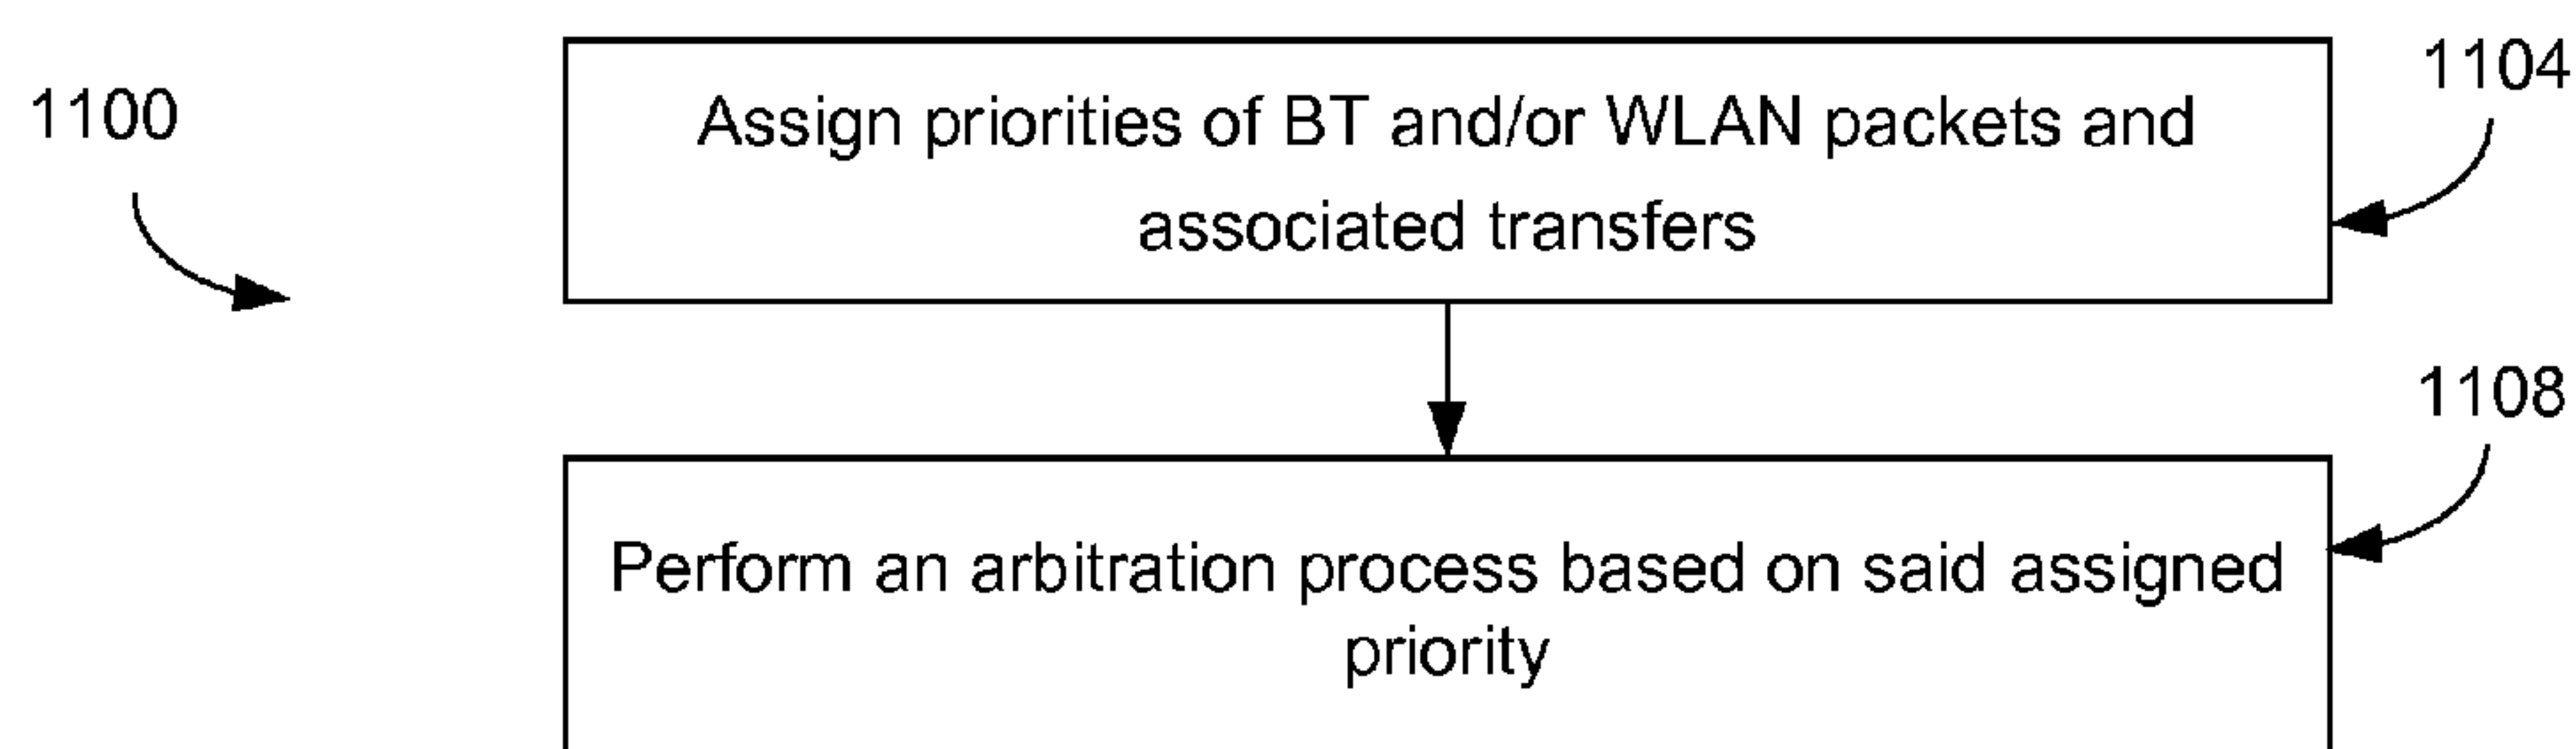 1100
1104
Assign priorities of BT and/or WLAN packets and
associated transfers
1108
Perform an arbitration process based on said assigned
priority